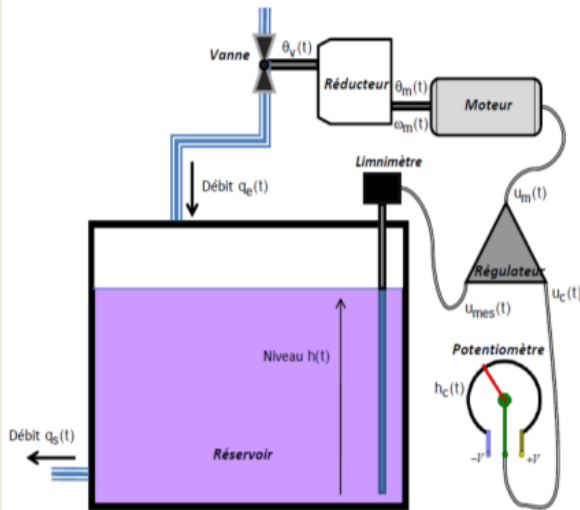 θv(t)
Vanne
Réducteur
θm(t)
ωm(t)
Moteur
Limnimètre
Débit qe(t)
um(t)
Régulateur
uc(t)
umes(t)
Niveau h(t)
Potentiomètre
hc(t)
Débit qs(t)
Réservoir
-V
+V